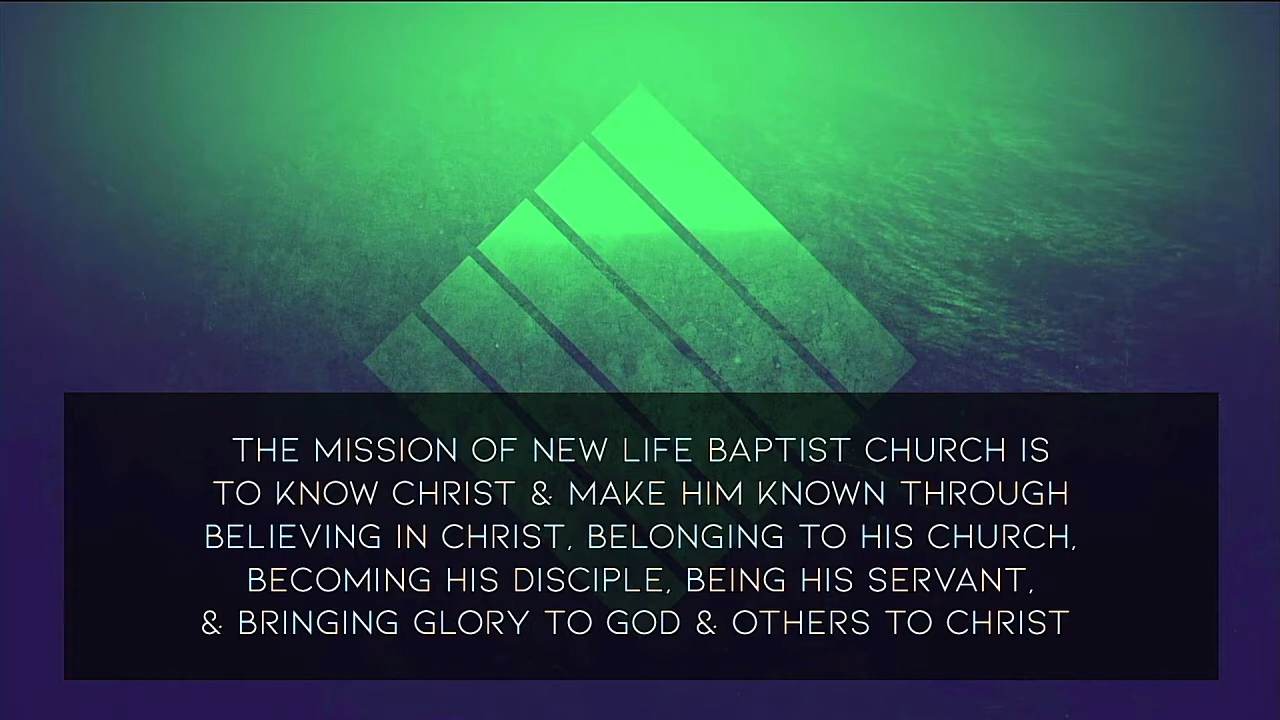 THE MISSION OF NEW LIFE BAPTIST CHURCH IS
TO KNOW CHRIST & MAKE HIM KNOWN THROUGH
BELIEVING IN CHRIST, BELONGING TO HIS CHURCH,
BECOMING HIS DISCIPLE, BEING HIS SERVANT,
& BRINGING GLORY TO GOD & OTHERS TO CHRIST